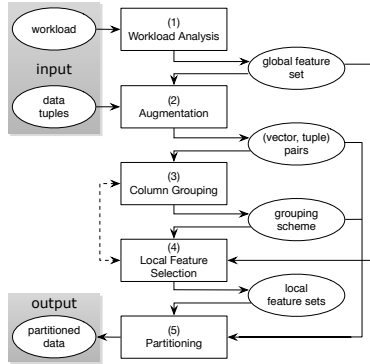 workload
(1)
Workload Analysis
global feature
set
input
data
tuples
(2)
Augmentation
(vector, tuple)
pairs
(3)
Column Grouping
grouping
scheme
(4)
Local Feature
Selection
local
feature sets
output
partitioned
data
(5)
Partitioning